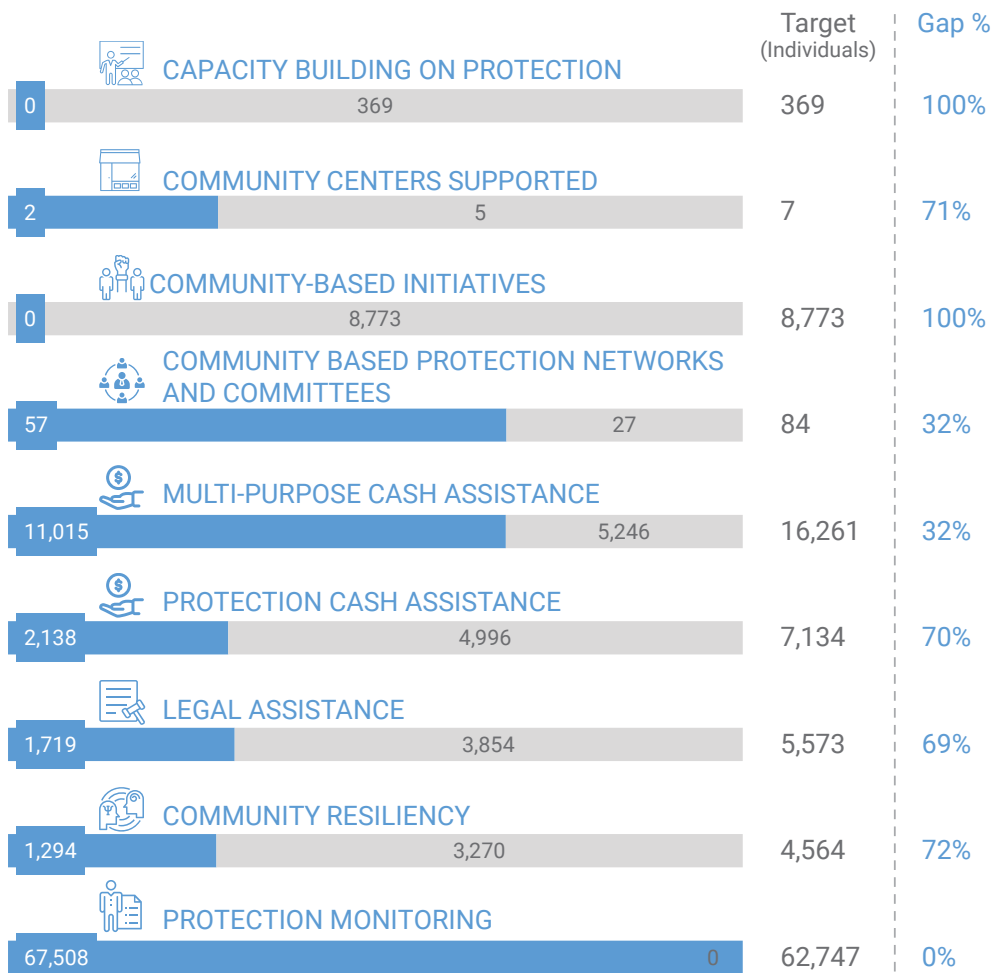 Target
(Individuals)
Gap %
CAPACITY BUILDING ON PROTECTION
0 369 369 100%
COMMUNITY CENTERS SUPPORTED
2 5 7 71%
COMMUNITY-BASED INITIATIVES
0 8,773 8,773 100%
COMMUNITY BASED PROTECTION NETWORKS
AND COMMITTEES
57 27 84 32%
MULTI-PURPOSE CASH ASSISTANCE
11,015 5,246 16,261 32%
PROTECTION CASH ASSISTANCE
2,138 4,996 7,134 70%
LEGAL ASSISTANCE
1,719 3,854 5,573 69%
COMMUNITY RESILIENCY
1,294 3,270 4,564 72%
PROTECTION MONITORING
67,508 0 62,747 0%